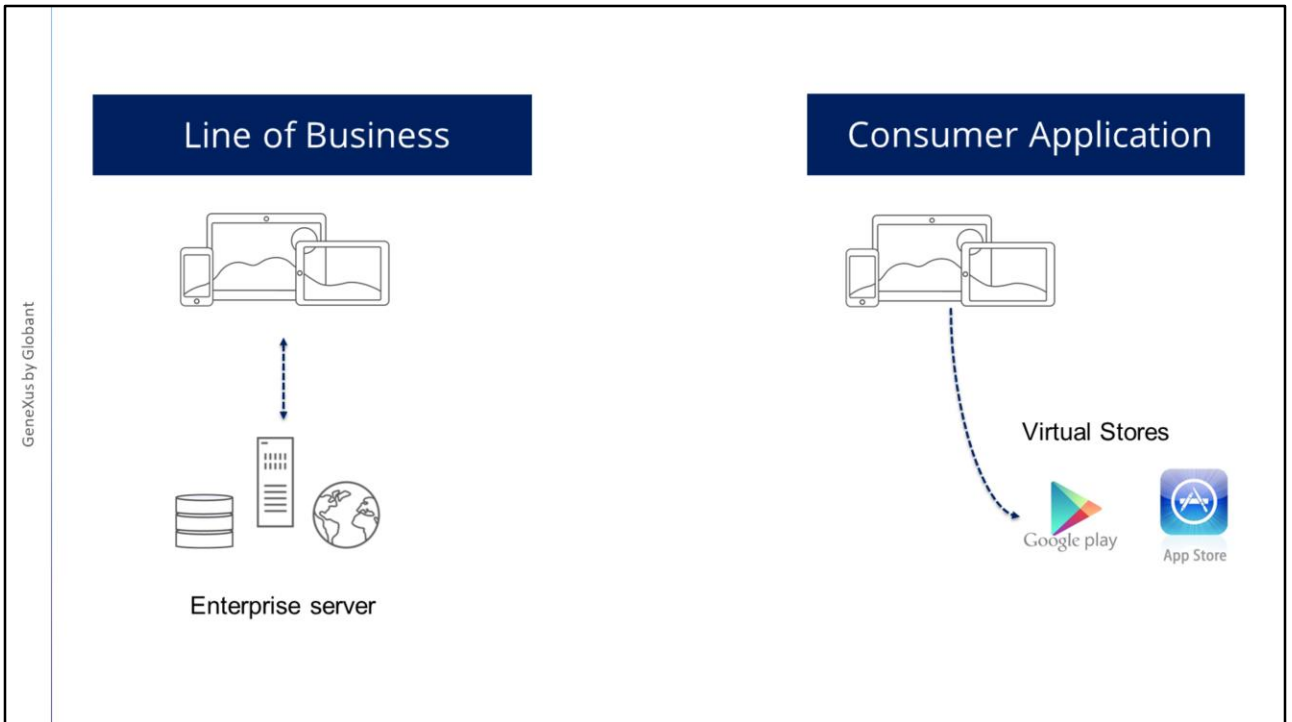 GeneXus by Globant
Line of Business
Consumer Application
Virtual Stores
Google play
App Store
Enterprise server